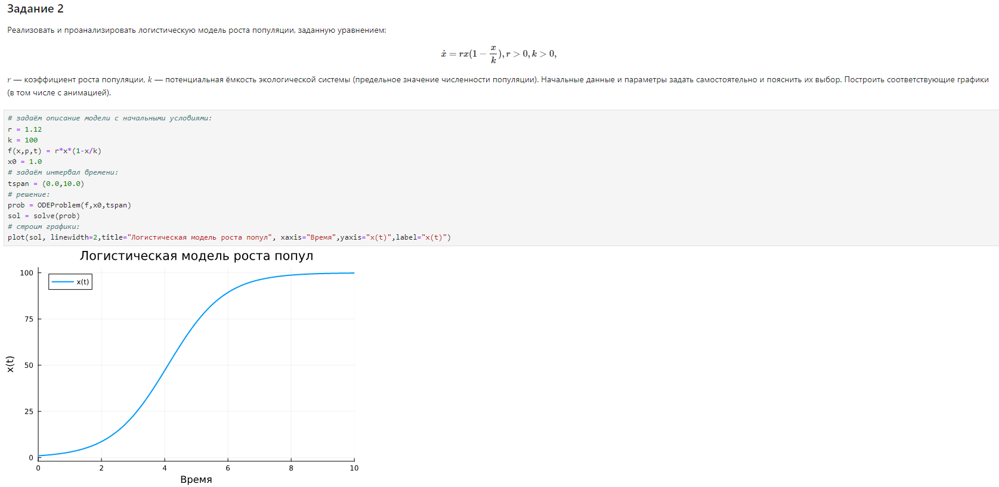 Задание 2
Реализовать и проанализировать логистическую модель роста популяции, заданную уравнением:
ẋ = rx(1 − x/k), r > 0, k > 0,
r — коэффициент роста популяции, k — потенциальная ёмкость экологической системы (предельное значение численности популяции). Начальные данные и параметры задать самостоятельно и пояснить их выбор. Построить соответствующие графики
(в том числе с анимацией).
# задаём описание модели с начальными условиями:
r = 1.12
k = 100
f(x,p,t) = r*x*(1-x/k)
x0 = 1.0
# задаём интервал времени:
tspan = (0.0,10.0)
# решение:
prob = ODEProblem(f,x0,tspan)
sol = solve(prob)
# строим графики:
plot(sol, linewidth=2,title="Логистическая модель роста попул", xaxis="Время",yaxis="x(t)",label="x(t)")
Логистическая модель роста попул
x(t)
100
75
50
25
0
x(t)
0 2 4 6 8 10
Время